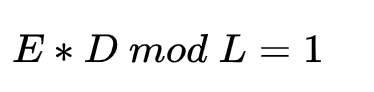 E * D mod L = 1